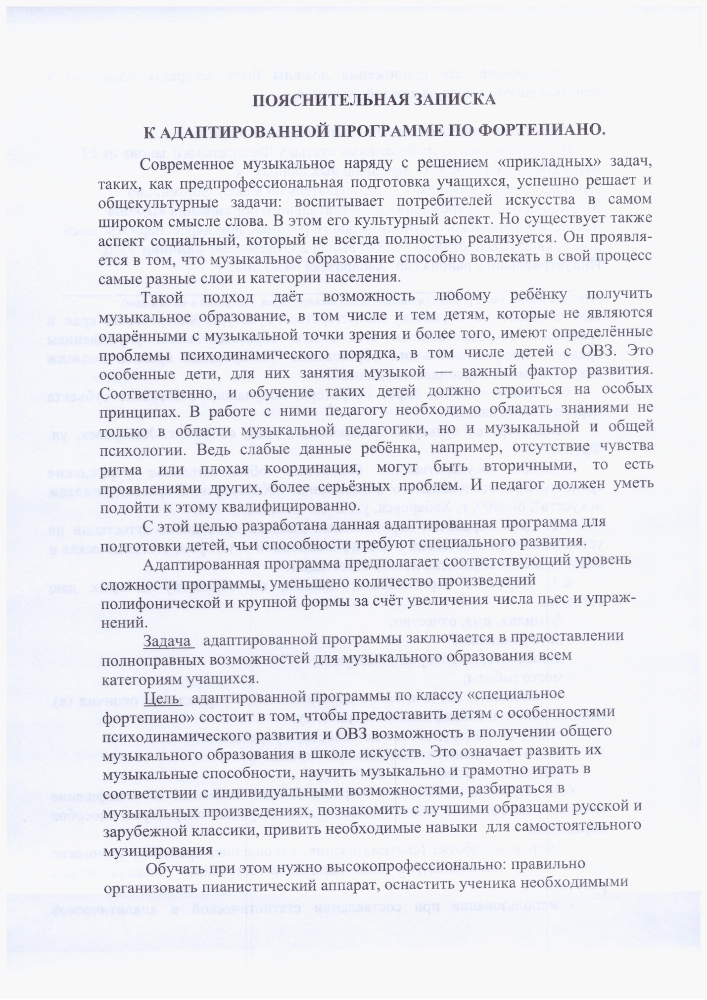 ПОЯСНИТЕЛЬНАЯ ЗАПИСКА
К АДАПТИРОВАННОЙ ПРОГРАММЕ ПО ФОРТЕПИАНО.
Современное музыкальное наряду с решением «прикладных» задач,
таких, как предпрофессиональная подготовка учащихся, успешно решает и
общекультурные задачи: воспитывает потребителей искусства в самом
широком смысле слова. В этом его культурный аспект. Но существует также
аспект социальный, который не всегда полностью реализуется. Он проявля-
ется в том, что музыкальное образование способно вовлекать в свой процесс
самые разные слои и категории населения.
Такой подход даёт возможность любому ребёнку получить
музыкальное образование, в том числе и тем детям, которые не являются
одарёнными с музыкальной точки зрения и более того, имеют определённые
проблемы психодинамического порядка, в том числе детей с ОВЗ. Это
особенные дети, для них занятия музыкой — важный фактор развития.
Соответственно, и обучение таких детей должно строиться на особых
принципах. В работе с ними педагогу необходимо обладать знаниями не
только в области музыкальной педагогики, но и музыкальной и общей
психологии. Ведь слабые данные ребёнка, например, отсутствие чувства
ритма или плохая координация, могут быть вторичными, то есть
проявлениями других, более серьёзных проблем. И педагог должен уметь
подойти к этому квалифицированно.
С этой целью разработана данная адаптированная программа для
подготовки детей, чьи способности требуют специального развития.
Адаптированная программа предполагает соответствующий уровень
сложности программы, уменьшено количество произведений
полифонической и крупной формы за счёт увеличения числа пьес и упраж-
нений.
Задача адаптированной программы заключается в предоставлении
полноправных возможностей для музыкального образования всем
категориям учащихся.
Цель адаптированной программы по классу «специальное
фортепиано» состоит в том, чтобы предоставить детям с особенностями
психодинамического развития и ОВЗ возможность в получении общего
музыкального образования в школе искусств. Это означает развить их
музыкальные способности, научить музыкально и грамотно играть в
соответствии с индивидуальными возможностями, разбираться в
музыкальных произведениях, познакомить с лучшими образцами русской и
зарубежной классики, привить необходимые навыки для самостоятельного
музицирования .
Обучать при этом нужно высокопрофессионально: правильно
организовать пианистический аппарат, оснастить ученика необходимыми